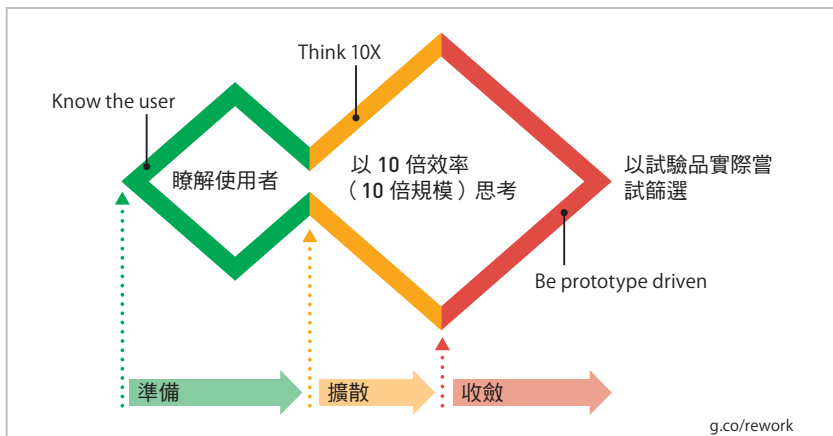 Think 10X
Know the user
瞭解使用者
以 10 倍效率
（10 倍規模）思考
以試驗品實際嘗
試篩選
Be prototype driven
準備
擴散
收斂
g.co/rework